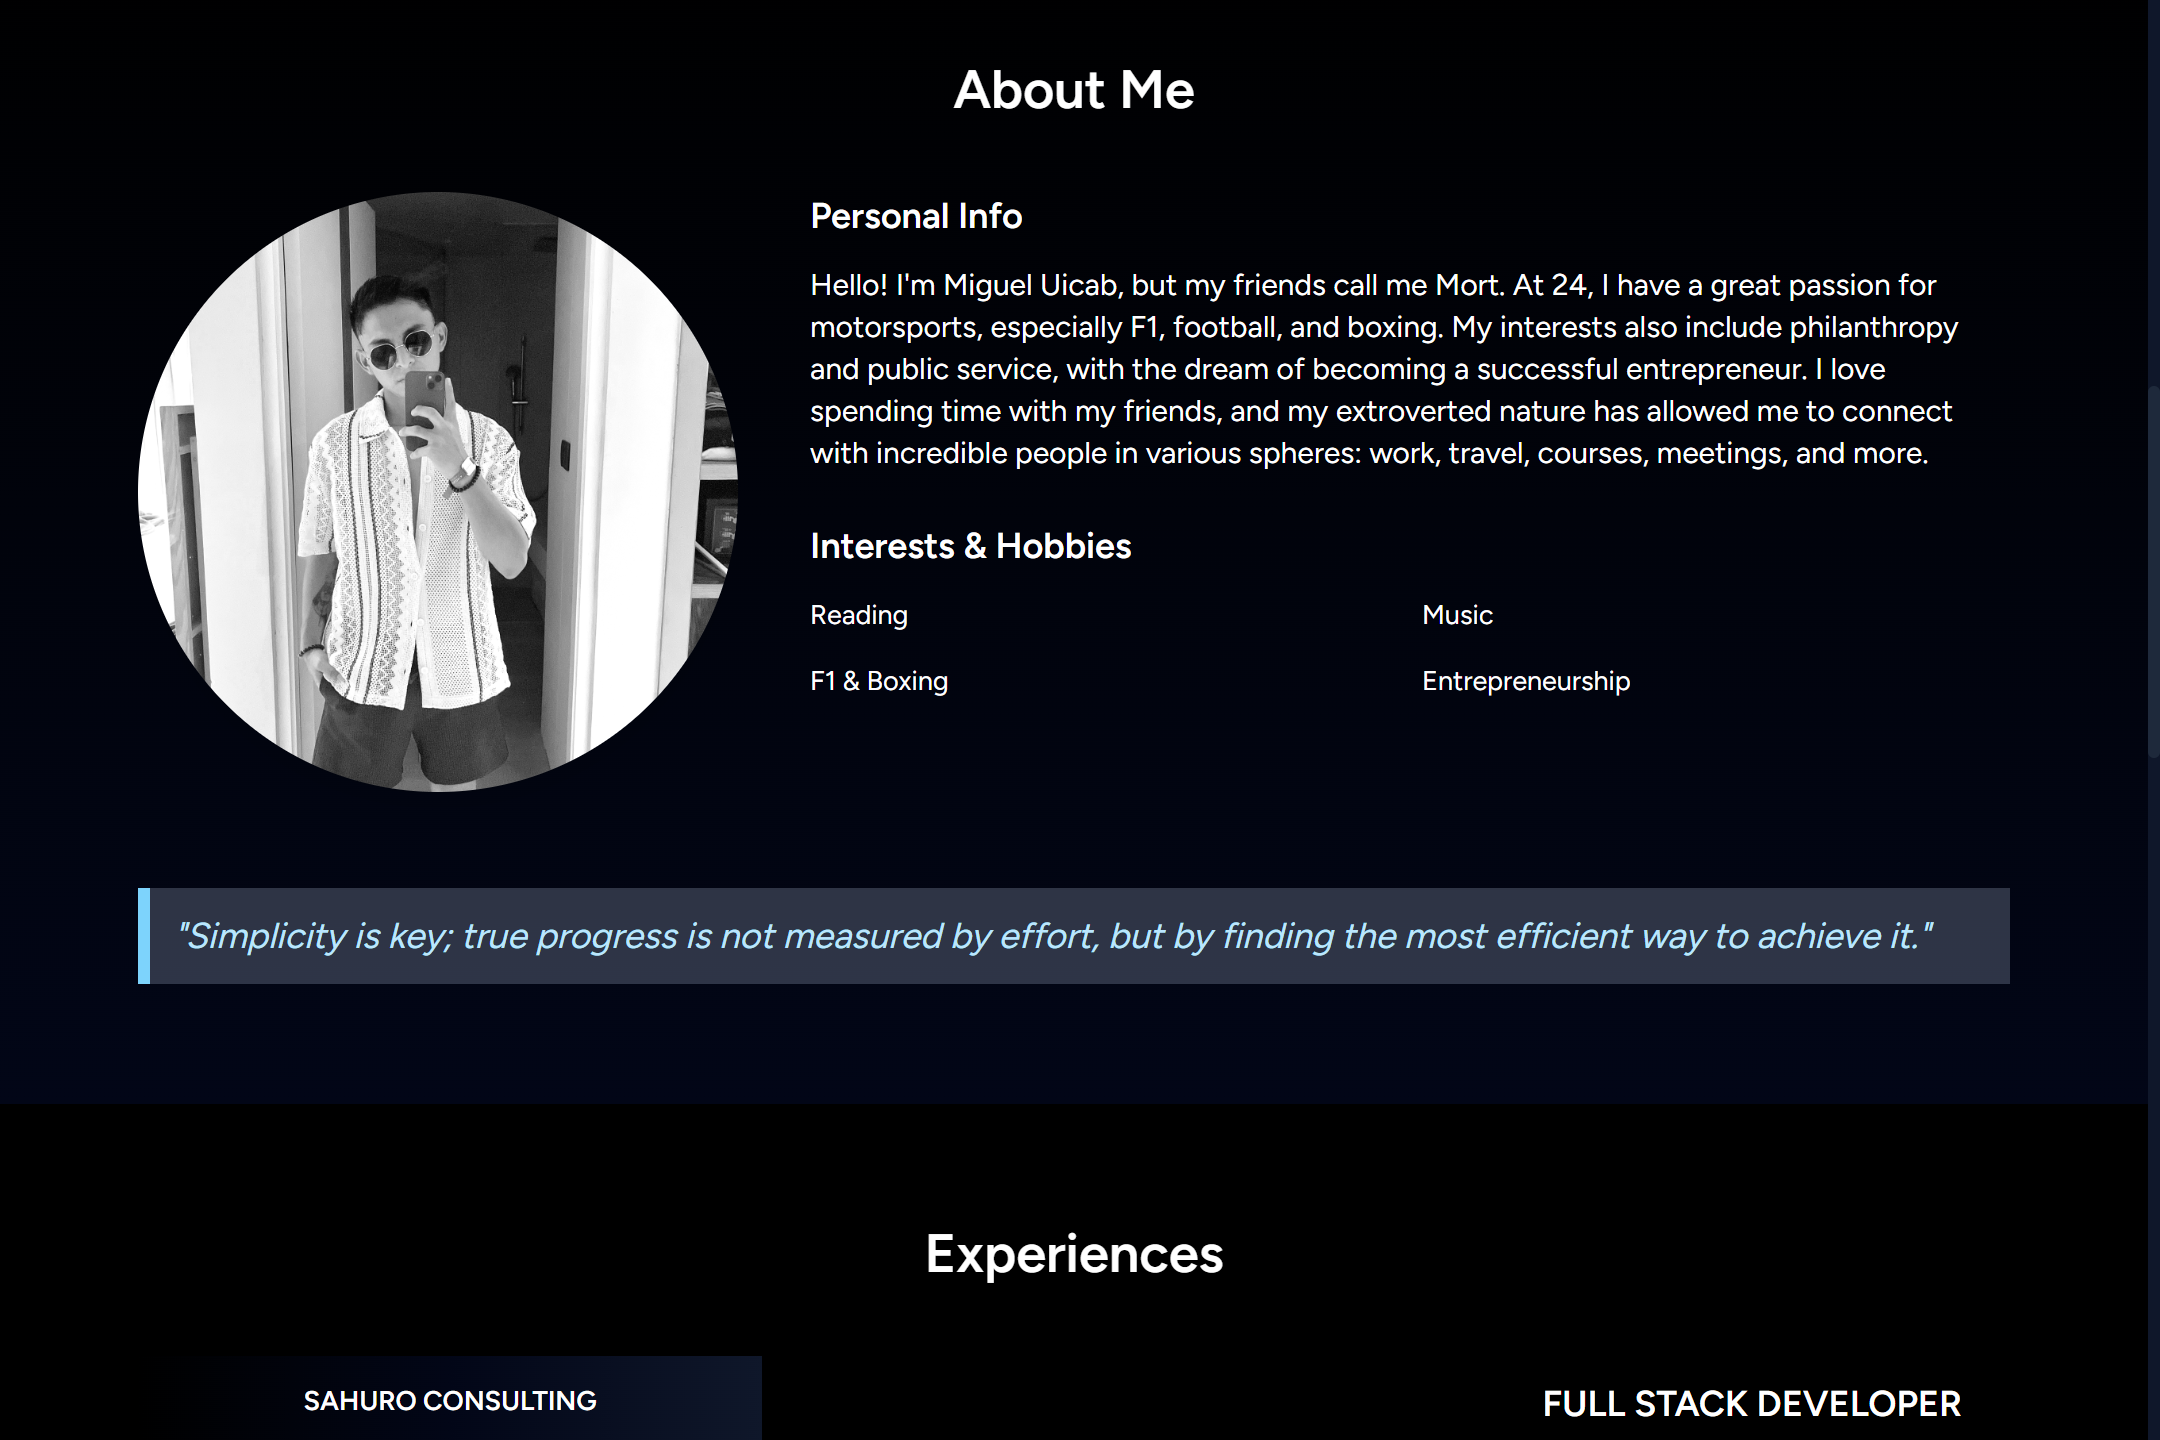 About Me
Personal Info
Hello! I'm Miguel Uicab, but my friends call me Mort. At 24, I have a great passion for
motorsports, especially F1, football, and boxing. My interests also include philanthropy
and public service, with the dream of becoming a successful entrepreneur. I love
spending time with my friends, and my extroverted nature has allowed me to connect
with incredible people in various spheres: work, travel, courses, meetings, and more.
Interests & Hobbies
Reading
Music
F1 & Boxing
Entrepreneurship
"Simplicity is key; true progress is not measured by effort, but by finding the most efficient way to achieve it."
Experiences
SAHURO CONSULTING
FULL STACK DEVELOPER